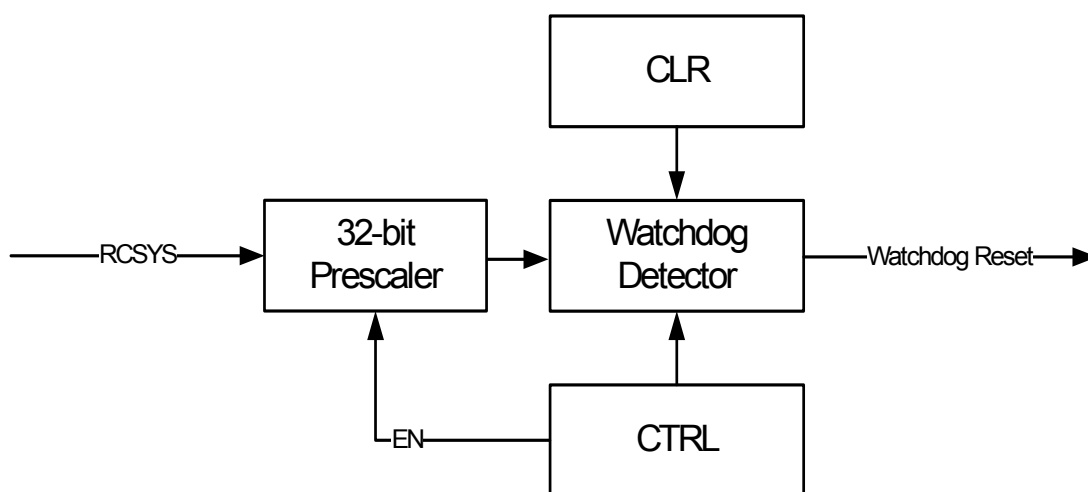 CLR
RCSYS
32-bit
Prescaler
Watchdog
Detector
Watchdog Reset
EN
CTRL